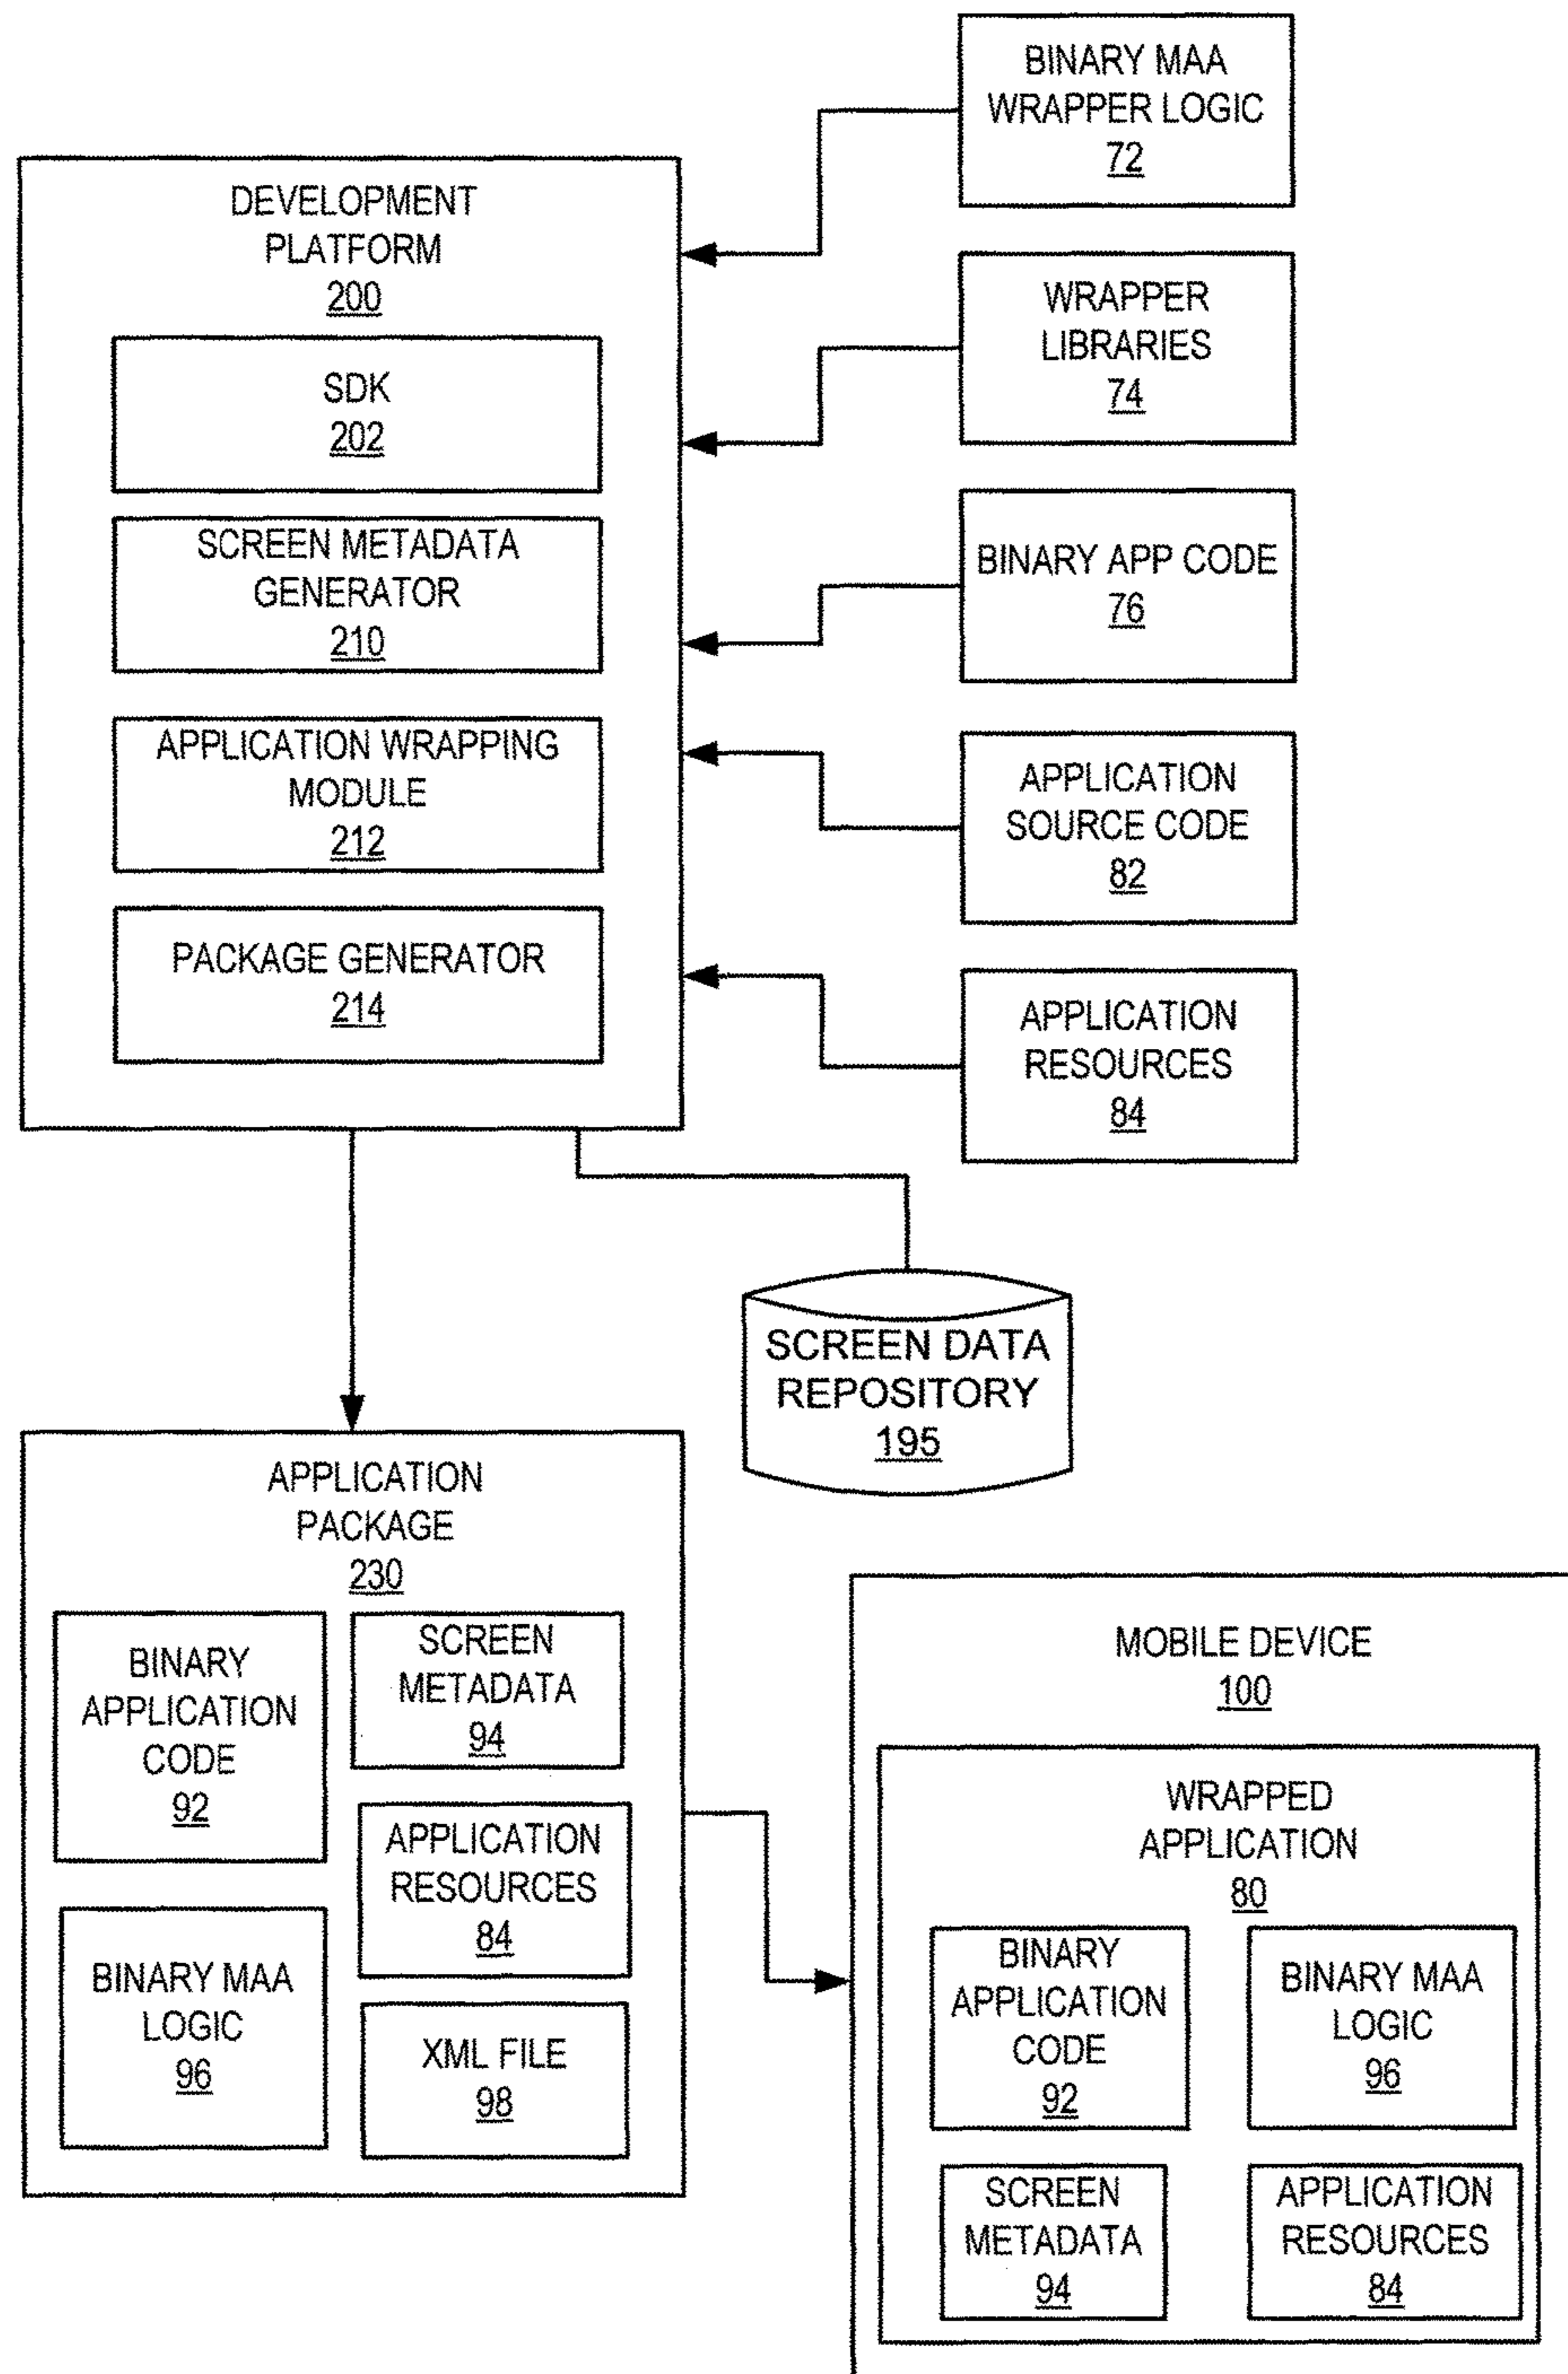 BINARY MAA
WRAPPER LOGIC
72
DEVELOPMENT
PLATFORM
200
SDK
202
SCREEN METADATA
GENERATOR
210
APPLICATION WRAPPING
MODULE
212
PACKAGE GENERATOR
214
WRAPPER
LIBRARIES
74
BINARY APP CODE
76
APPLICATION
SOURCE CODE
82
APPLICATION
RESOURCES
84
SCREEN DATA
REPOSITORY
195
APPLICATION
PACKAGE
230
BINARY
APPLICATION
CODE
92
SCREEN
METADATA
94
APPLICATION
RESOURCES
84
BINARY MAA
LOGIC
96
XML FILE
98
MOBILE DEVICE
100
WRAPPED
APPLICATION
80
BINARY
APPLICATION
CODE
92
BINARY MAA
LOGIC
96
SCREEN
METADATA
94
APPLICATION
RESOURCES
84